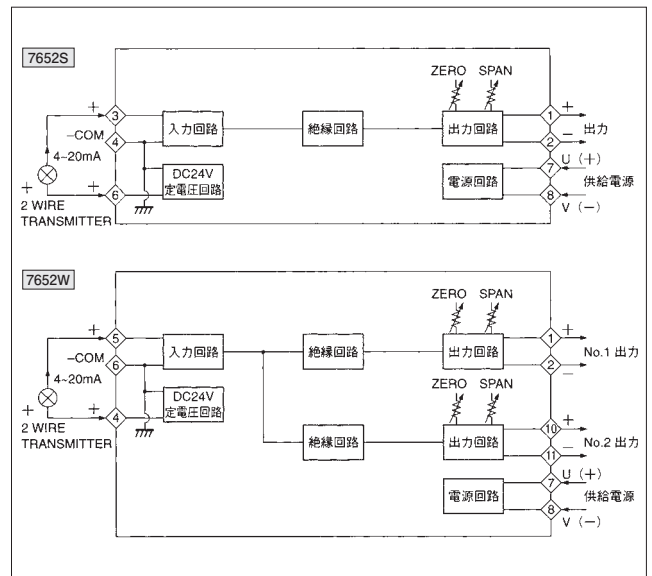 7652S
ZERO SPAN
+ 3 入力回路 絶縁回路 出力回路 1 + 出力
-COM 4 2 −
4~20mA
DC24V 定電圧回路
電源回路 7 U (+) 供給電源
+ + 6 8 V (−)
2 WIRE
TRANSMITTER
7652W
ZERO SPAN
+ 5 入力回路 絶縁回路 出力回路 1 + No.1 出力
-COM 6 2 −
4~20mA
ZERO SPAN
DC24V 定電圧回路
+ + 4
2 WIRE
TRANSMITTER
絶縁回路 出力回路 10 + No.2 出力
11 −
電源回路 7 U (+) 供給電源
8 V (−)